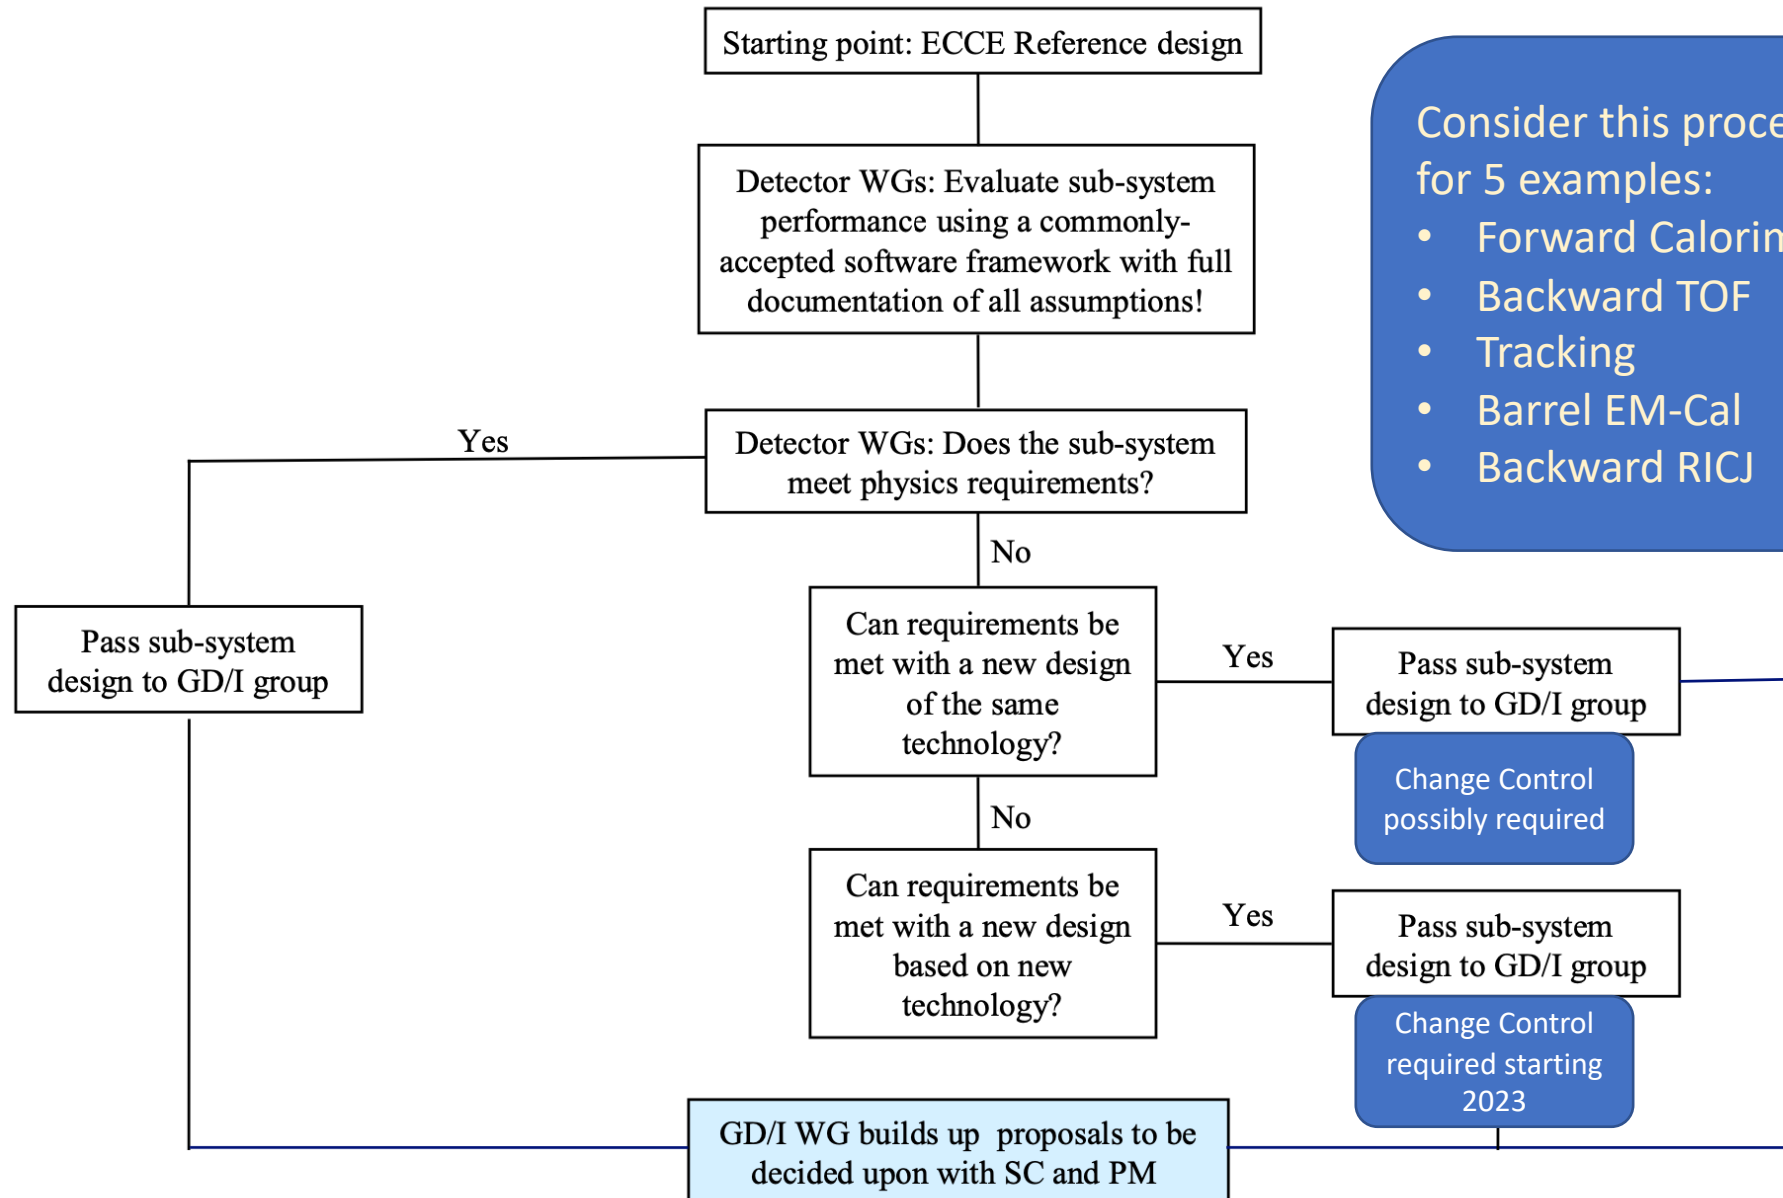 Starting point: ECCE Reference design
Consider this proce
for 5 examples:
• Forward Calorim
• Backward TOF
• Tracking
• Barrel EM-Cal
• Backward RICJ
Detector WGs: Evaluate sub-system
performance using a commonly-
accepted software framework with full
documentation of all assumptions!
Yes
Detector WGs: Does the sub-system
meet physics requirements?
No
Pass sub-system
design to GD/I group
Can requirements be
met with a new design
of the same
technology?
Yes
Pass sub-system
design to GD/I group
Change Control
possibly required
No
Can requirements be
met with a new design
based on new
technology?
Yes
Pass sub-system
design to GD/I group
Change Control
required starting
2023
GD/I WG builds up proposals to be
decided upon with SC and PM